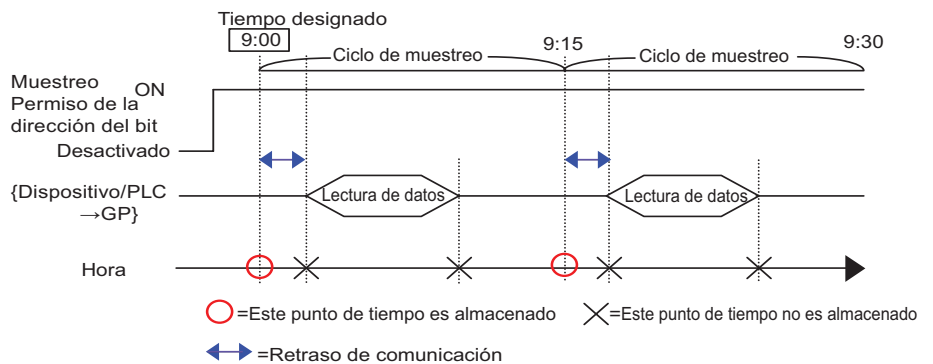 Tiempo designado
9:00
9:15
9:30
Ciclo de muestreo
Ciclo de muestreo
Muestreo
ON
Permiso de la
dirección del bit
Desactivado
{Dispositivo/PLC
→GP}
Lectura de datos
Lectura de datos
Hora
=Este punto de tiempo es almacenado
=Este punto de tiempo no es almacenado
=Retraso de comunicación